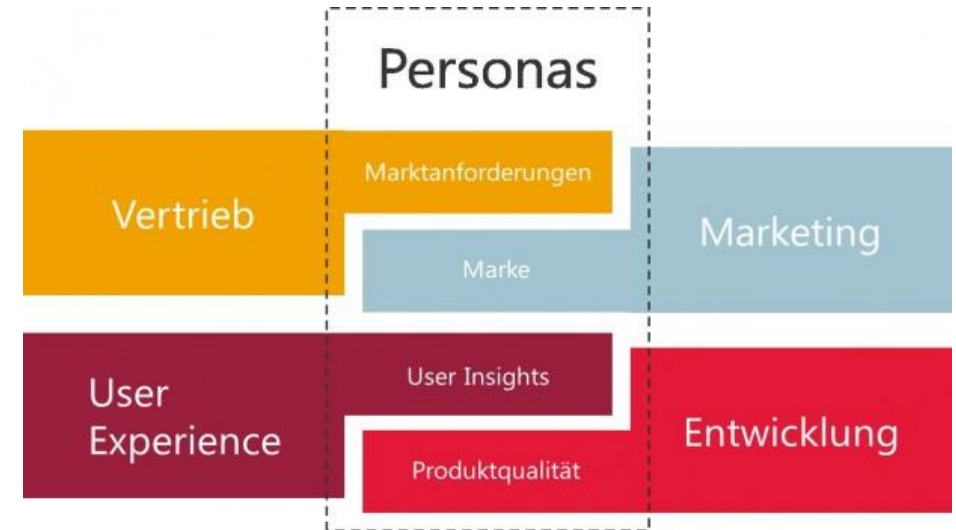 Personas
Vertrieb
Marktanforderungen
Marke
Marketing
User
Experience
User Insights
Produktqualität
Entwicklung